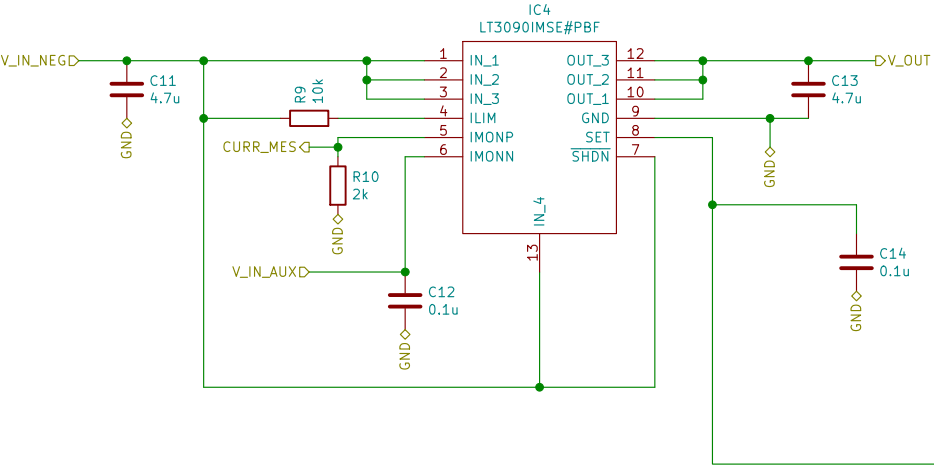 IC4
LT3090IMSE#PBF
V_IN_NEG
C11
4.7u
GND
R9
10k
1
2
3
4
5
6
IN_1
IN_2
IN_3
ILIM
IMONP
IMONN
OUT_3
OUT_2
OUT_1
GND
SET
SHDN
12
11
10
9
8
7
V_OUT
C13
4.7u
GND
CURR_MES
R10
2k
GND
IN_4
13
V_IN_AUX
C12
0.1u
GND
C14
0.1u
GND